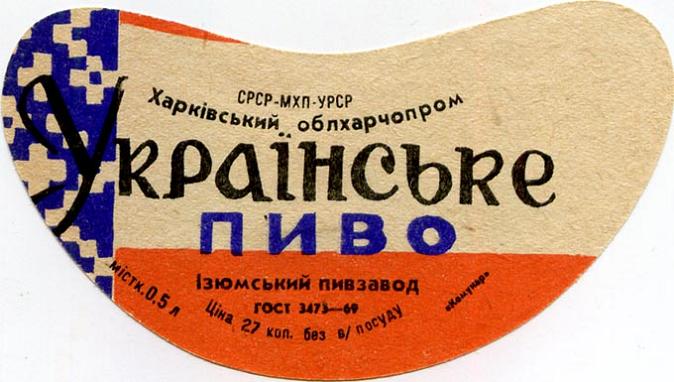 СРСР-МХП-УРСР
Харківський облхарчопром
Українське
ПИВО
Ізюмський пивзавод
містк. 0,5 л
ГОСТ 3473—69
Ціна 27 коп. без в/ посуду
«Комунар»